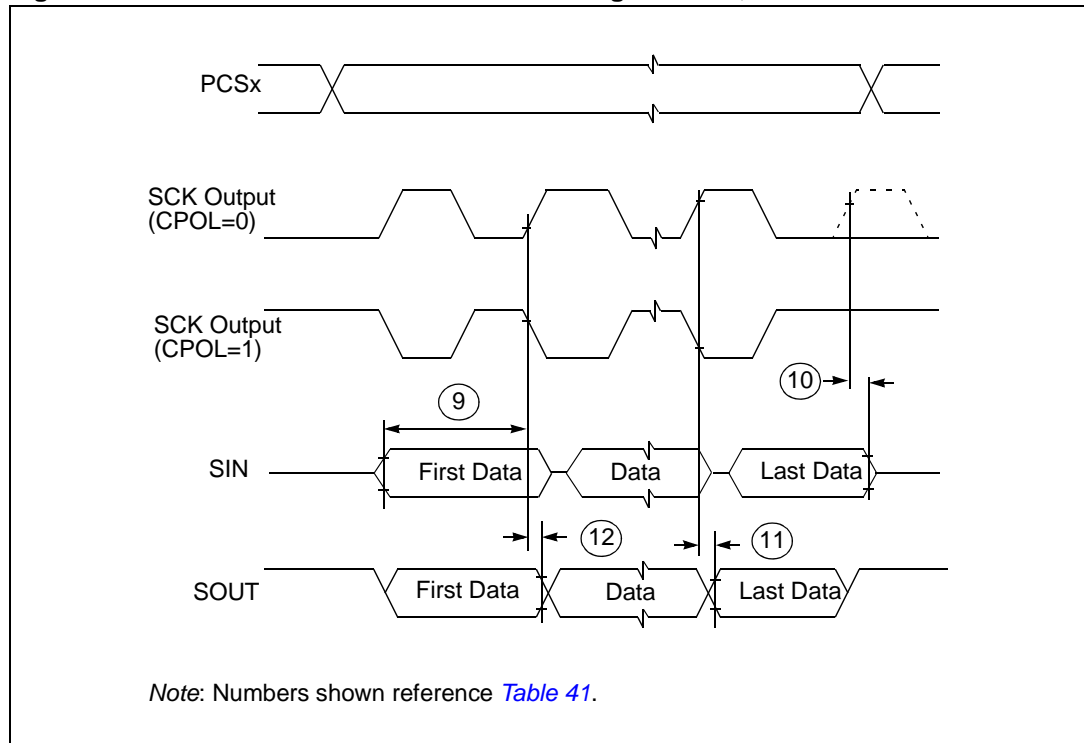 PCSx
SCK Output
(CPOL=0)
SCK Output
(CPOL=1)
10
9
SIN
First Data
Data
Last Data
12
11
SOUT
First Data
Data
Last Data
Note: Numbers shown reference Table 41.